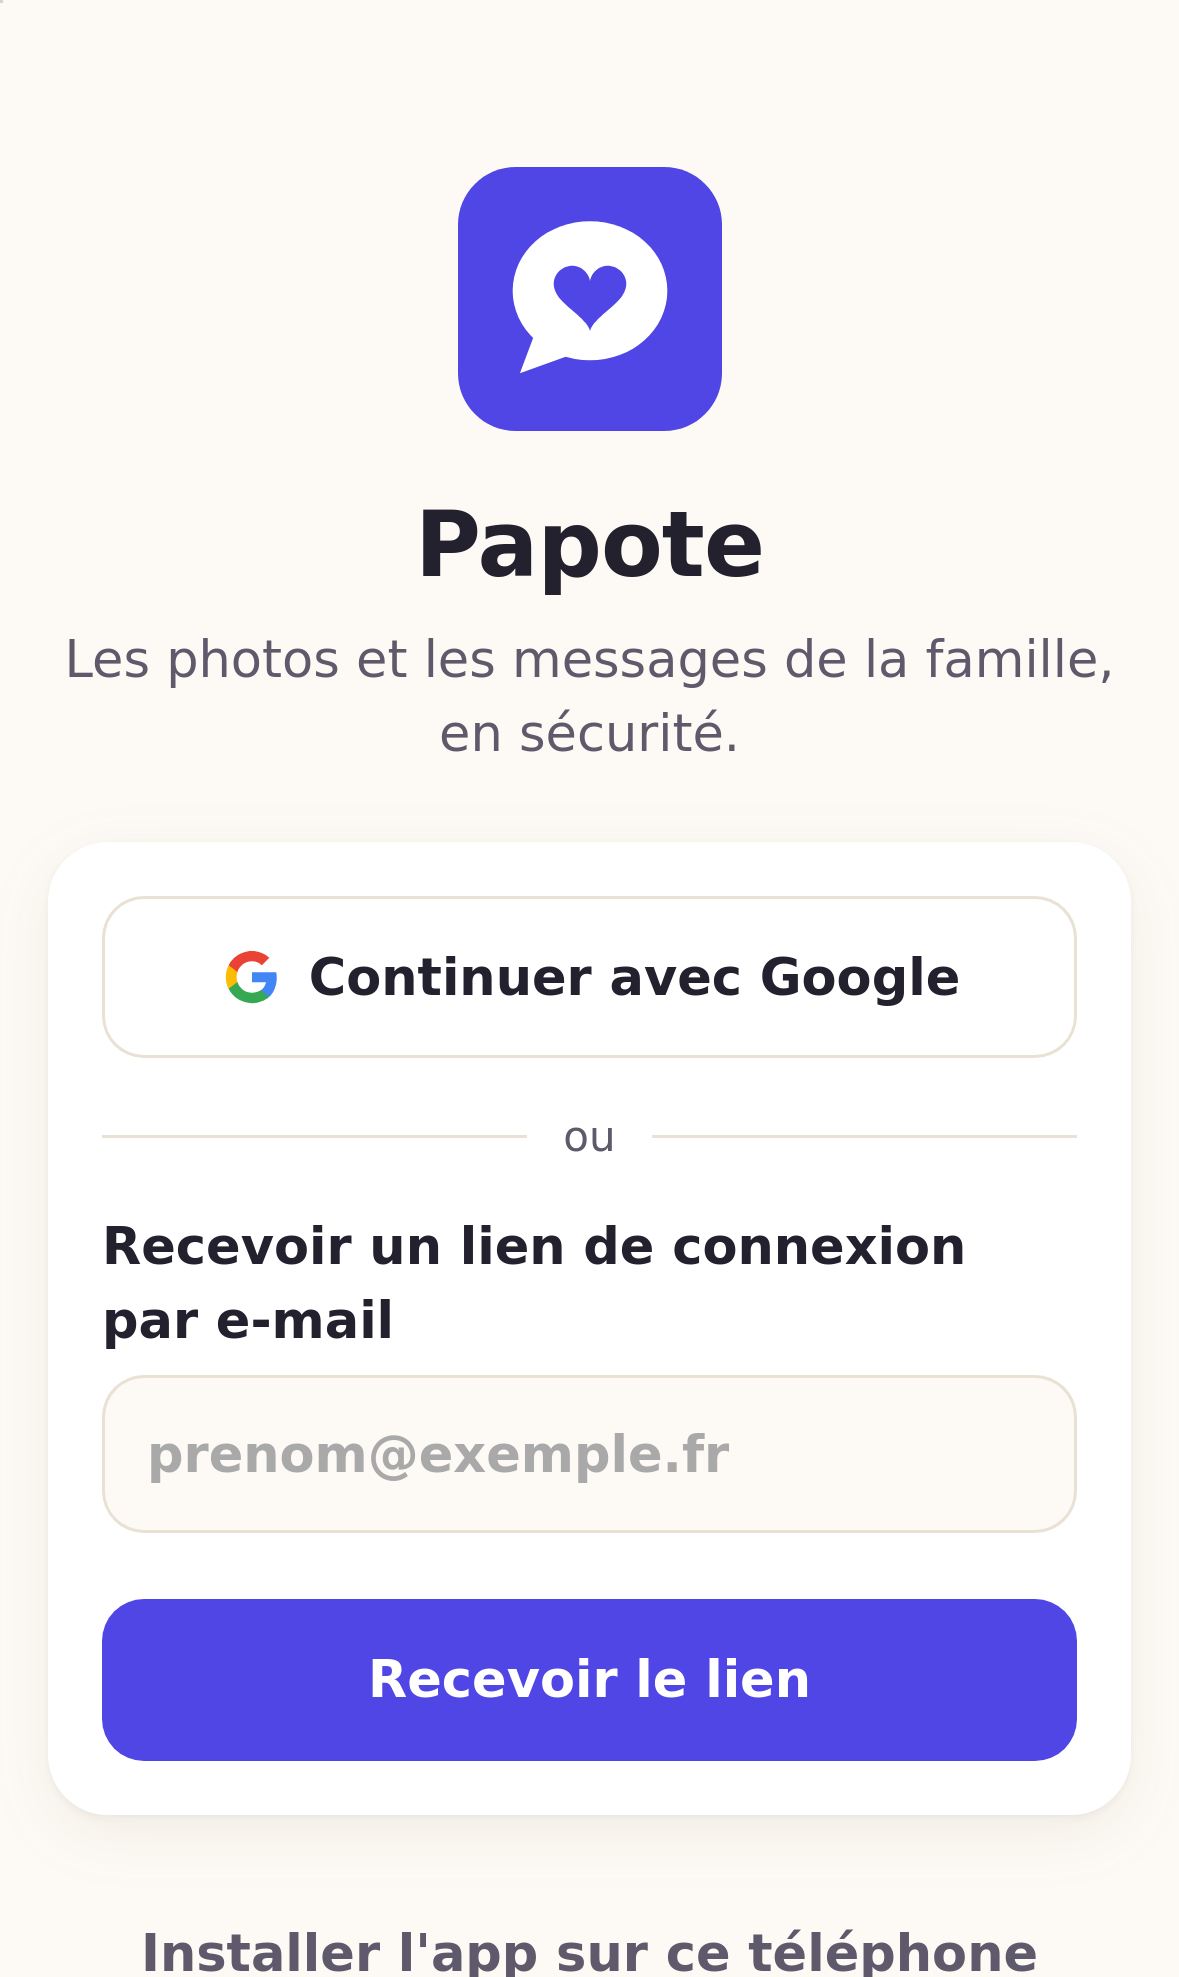 Papote
Les photos et les messages de la famille,
en sécurité.
Continuer avec Google
ou
Recevoir un lien de connexion
par e-mail
prenom@exemple.fr
Recevoir le lien
Installer l'app sur ce téléphone